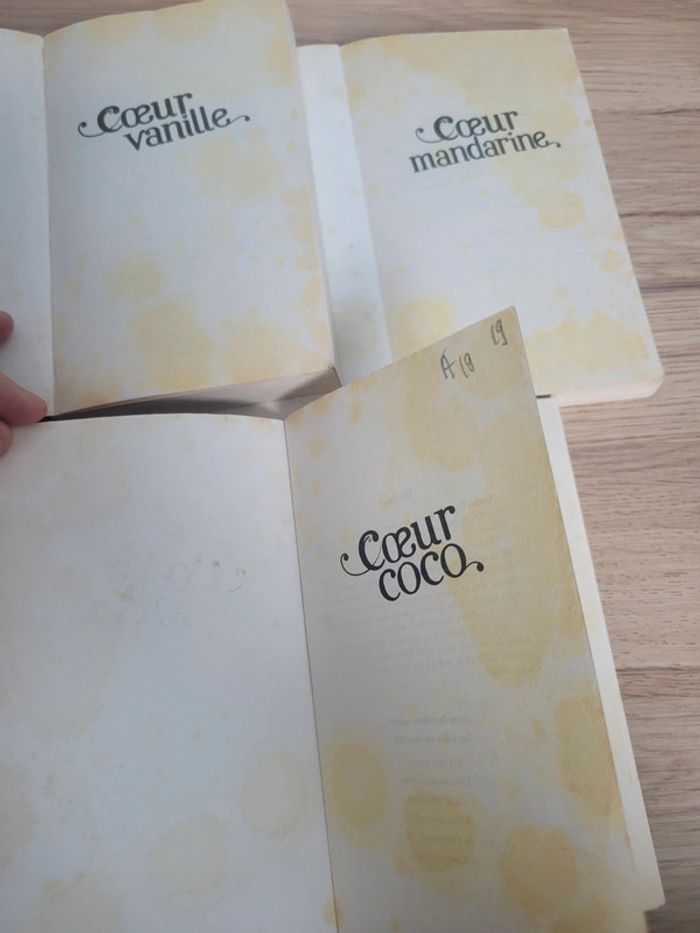 Cœur
vanille
Cœur
mandarine
A 19 19
Cœur
coco